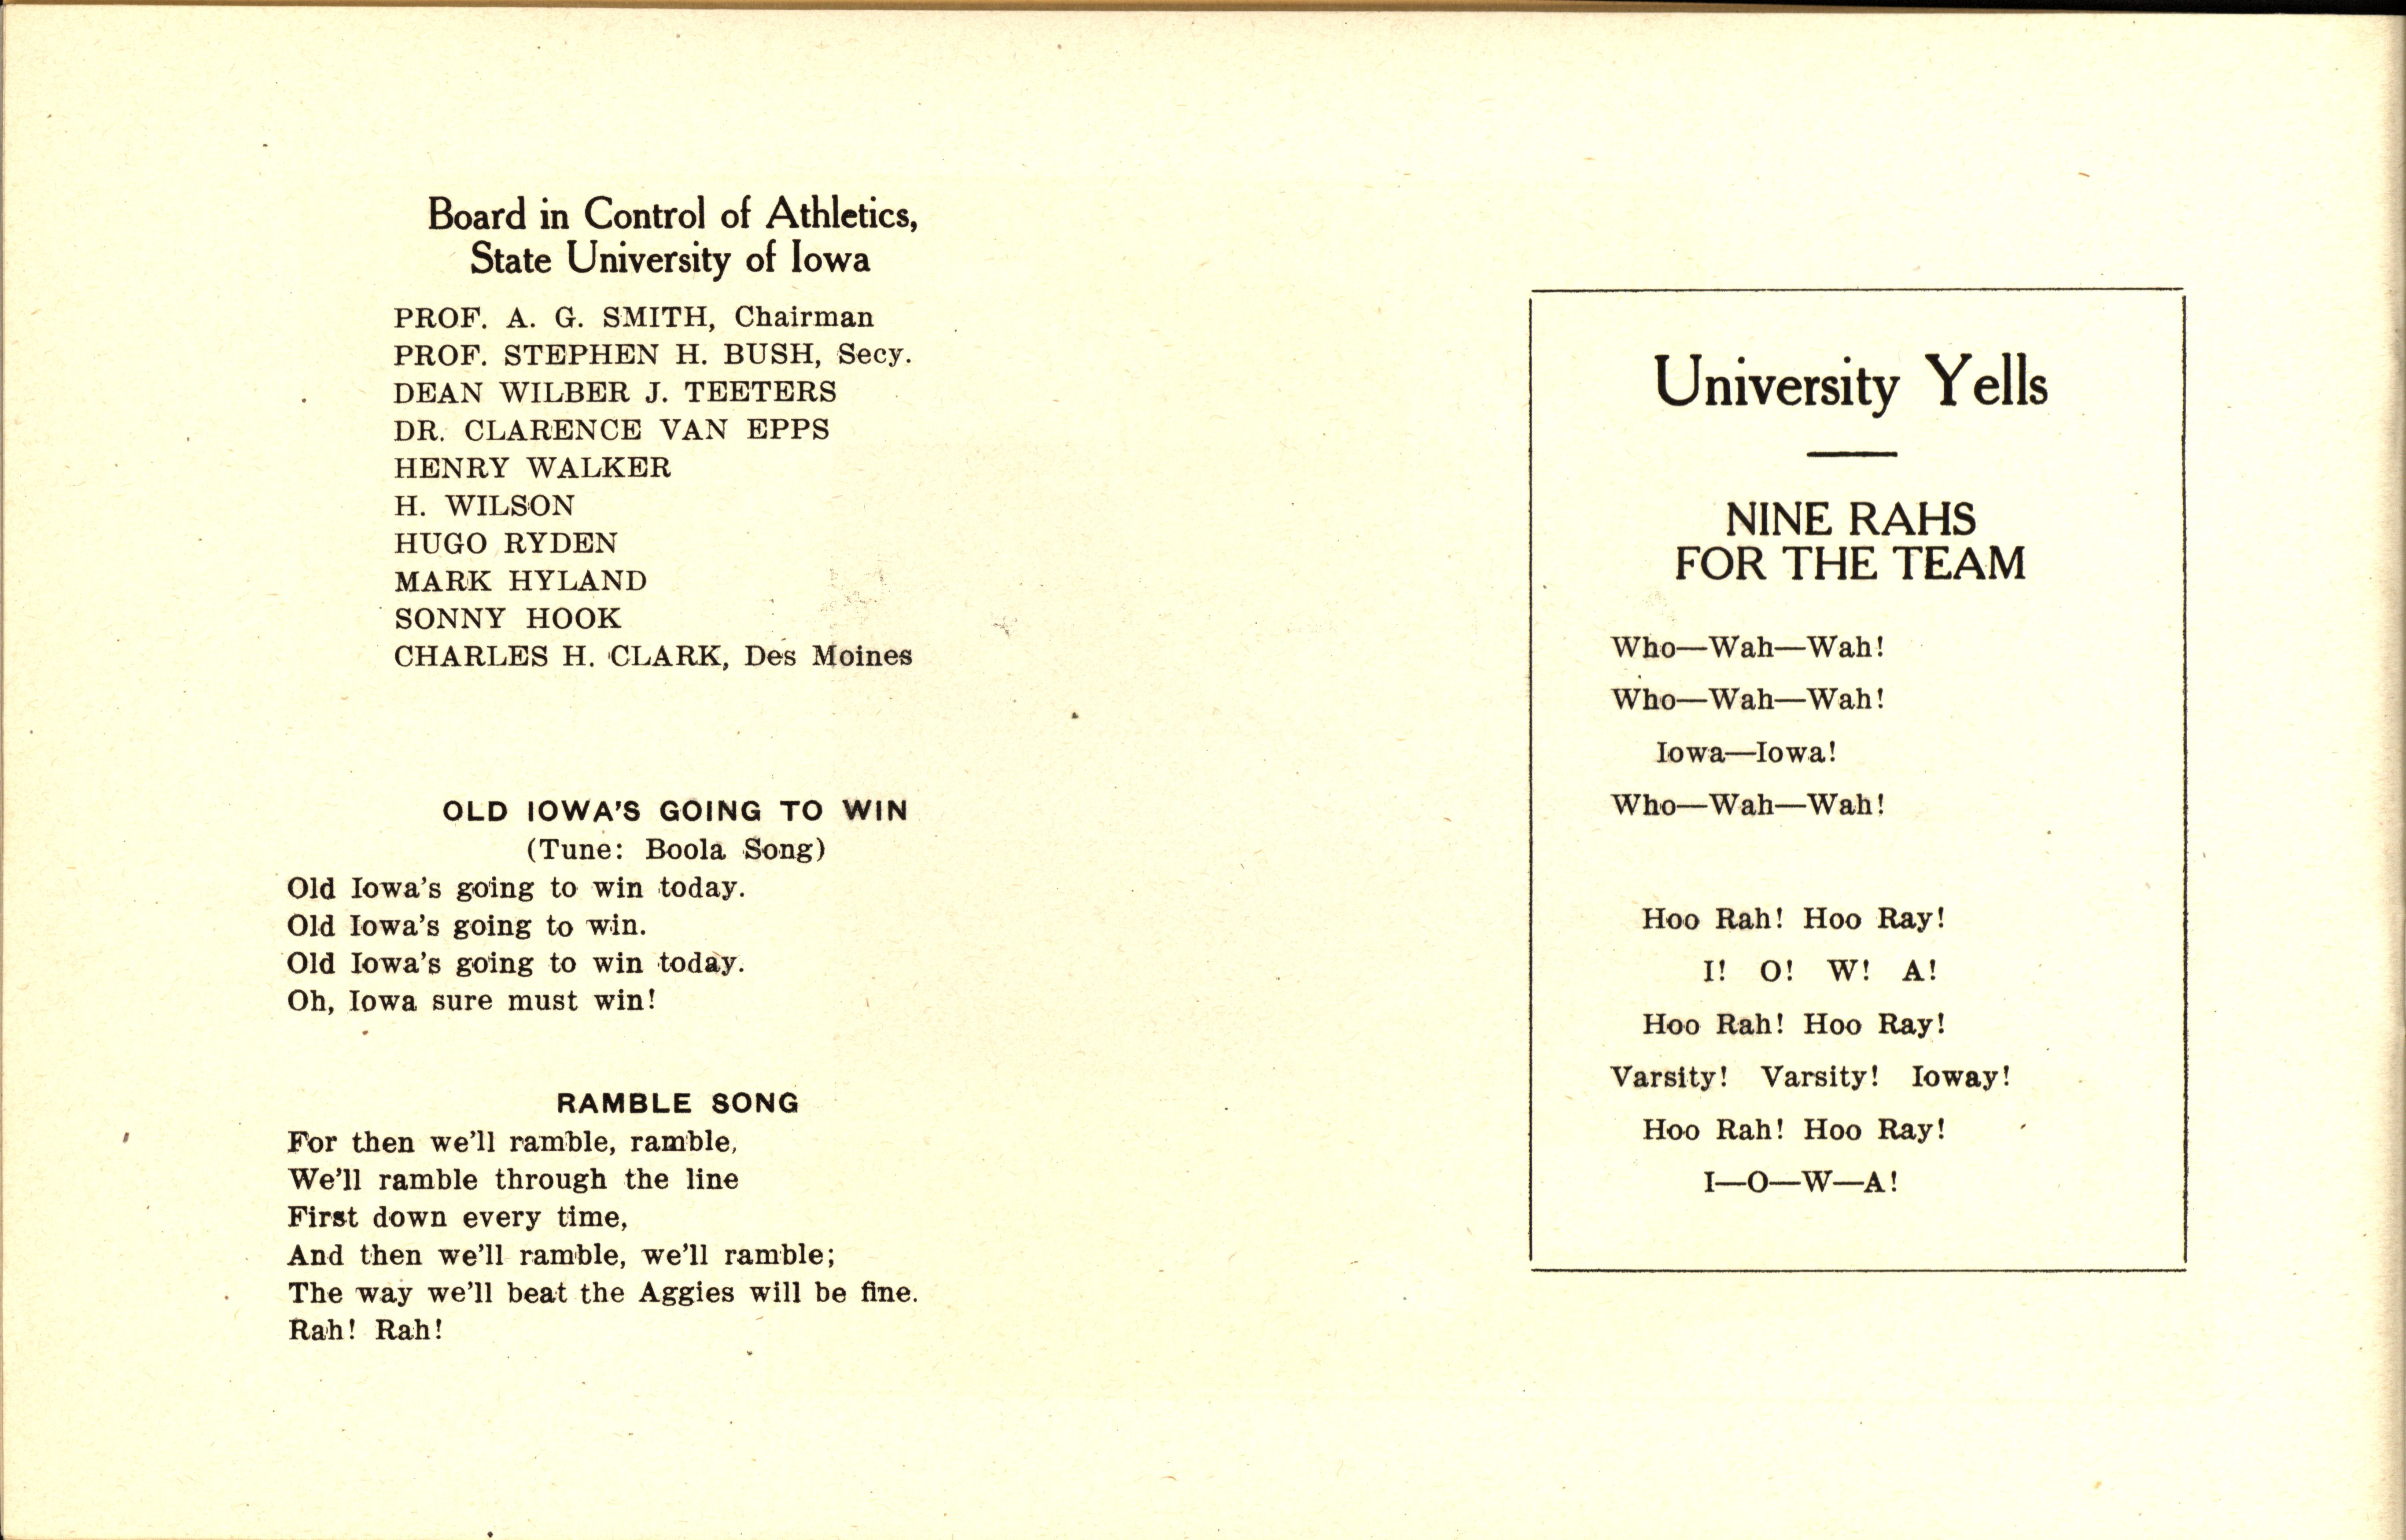 Board in Control of Athletics,
State University of Iowa
PROF. A. G. SMITH, Chairman
PROF. STEPHEN H. BUSH, Secy.
DEAN WILBER J. TEETERS
DR. CLARENCE VAN EPPS
HENRY WALKER
H. WILSON
HUGO RYDEN
MARK HYLAND
SONNY HOOK
CHARLES H. CLARK, Des Moines
OLD IOWA'S GOING TO WIN
(Tune: Boola Song)
Old Iowa's going to win today.
Old Iowa's going to win.
Old Iowa's going to win today.
Oh, Iowa sure must win!
RAMBLE SONG
For then we'll ramble, ramble,
We'll ramble through the line
First down every time,
And then we'll ramble, we'll ramble;
The way we'll beat the Aggies will be fine.
Rah! Rah!
University Yells
NINE RAHS
FOR THE TEAM
Who—Wah—Wah!
Who—Wah—Wah!
Iowa—Iowa!
Who—Wah—Wah!
Hoo Rah! Hoo Ray!
I! O! W! A!
Hoo Rah! Hoo Ray!
Varsity! Varsity! Ioway!
Hoo Rah! Hoo Ray!
I—O—W—A!